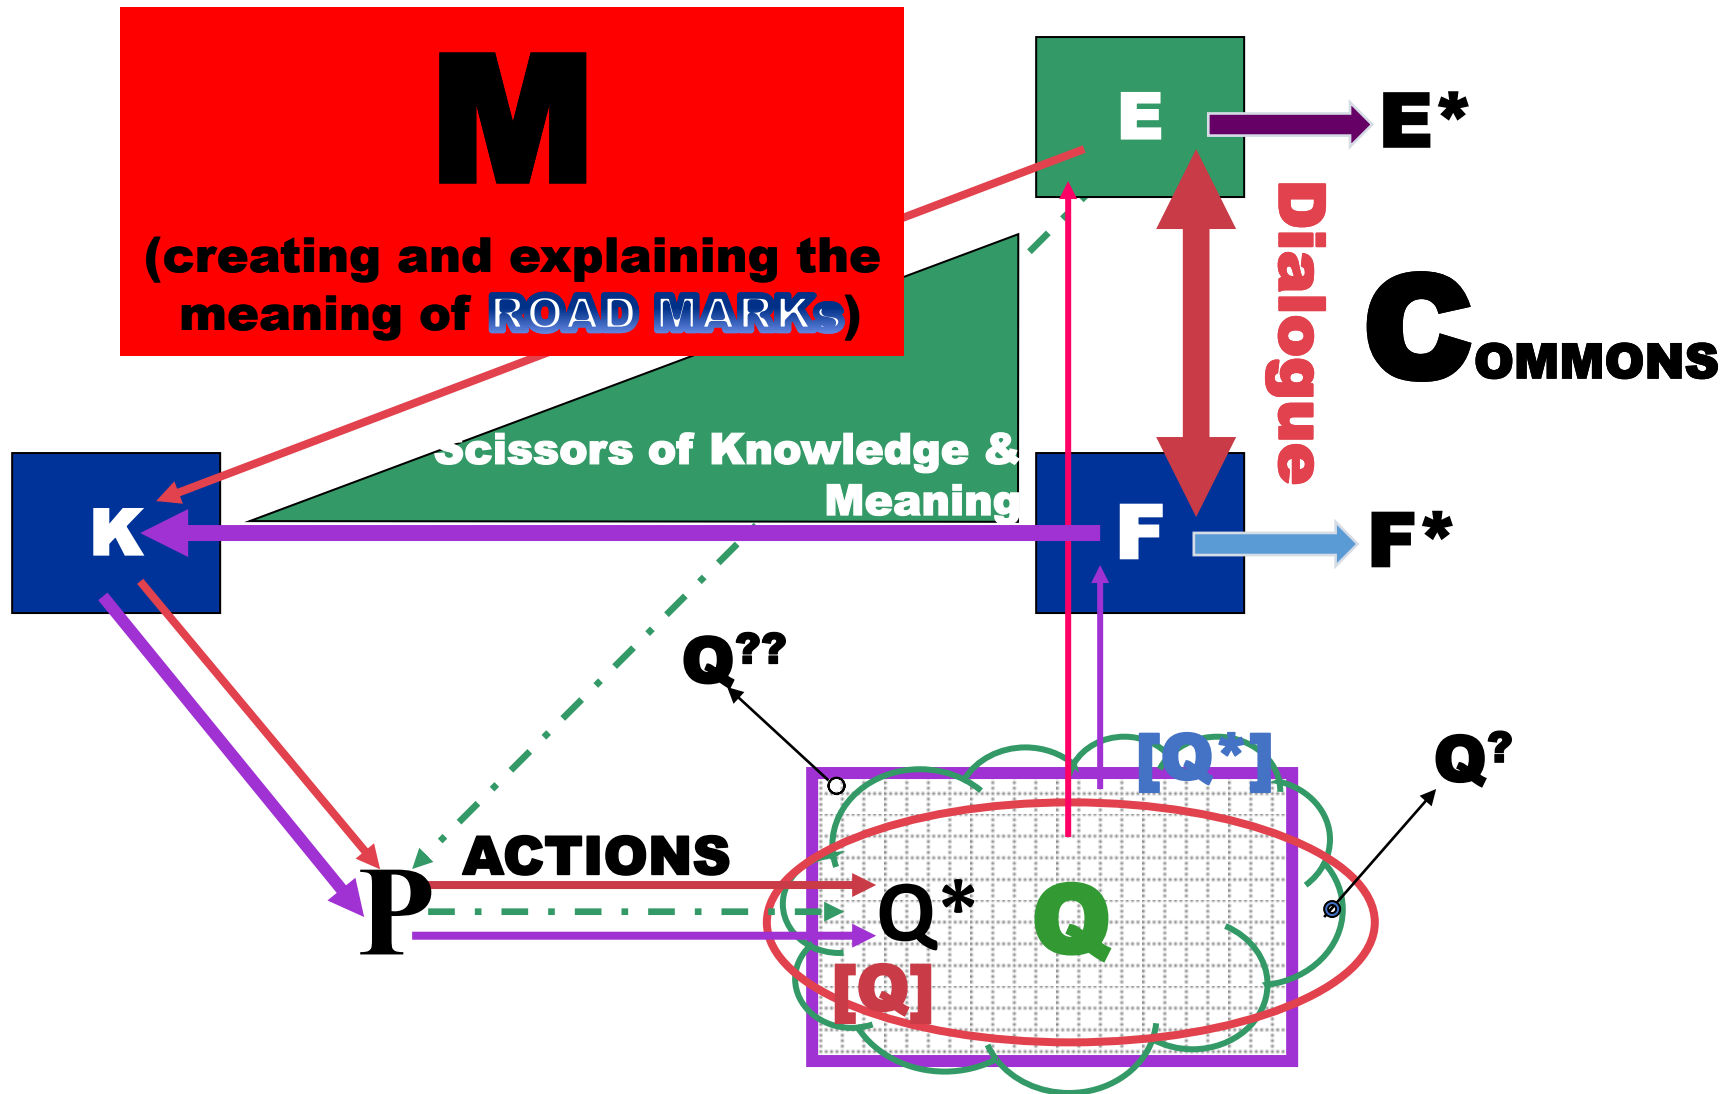 M
(creating and explaining the
meaning of ROAD MARKs)
E
E*
Dialogue
COMMONS
Scissors of Knowledge &
Meaning
K
F
F*
Q??
[Q*]
Q?
ACTIONS
P
Q*
Q
[Q]